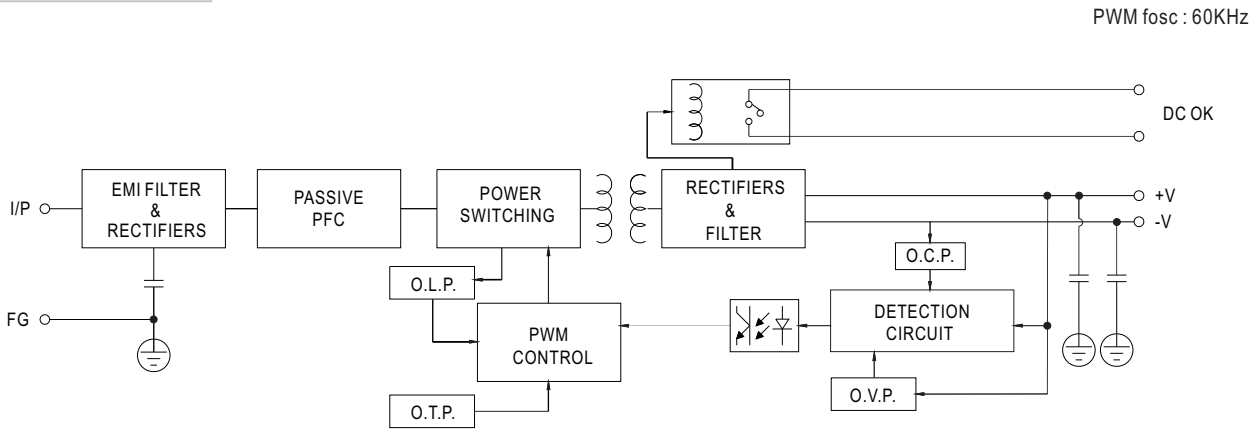 PWM fosc : 60KHz
DC OK
I/P
EMI FILTER
&
RECTIFIERS
PASSIVE
PFC
POWER
SWITCHING
RECTIFIERS
&
FILTER
+V
-V
O.C.P.
O.L.P.
FG
PWM
CONTROL
DETECTION
CIRCUIT
O.T.P.
O.V.P.